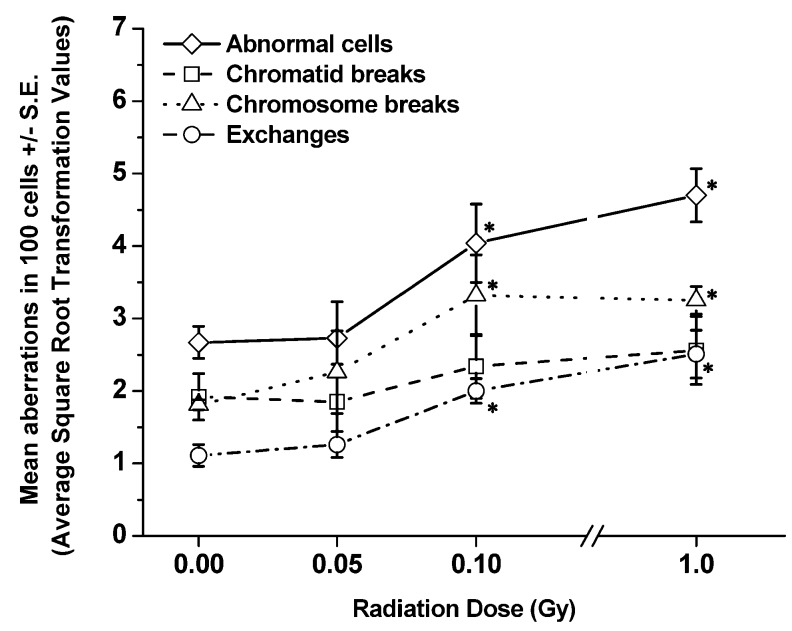 Mean aberrations in 100 cells +/- S.E.
(Average Square Root Transformation Values)
7
6
5
4
3
2
1
0
Abnormal cells
Chromatid breaks
Chromosome breaks
Exchanges
*
*
*
*
*
*
0.00 0.05 0.10 1.0
Radiation Dose (Gy)